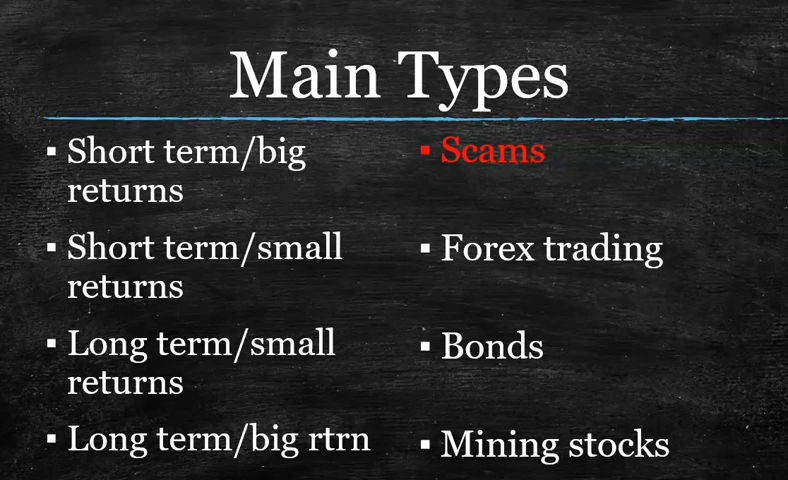 Main Types
▪ Short term/big
returns
▪ Short term/small
returns
▪ Long term/small
returns
▪ Long term/big rtrn
▪ Scams
▪ Forex trading
▪ Bonds
▪ Mining stocks